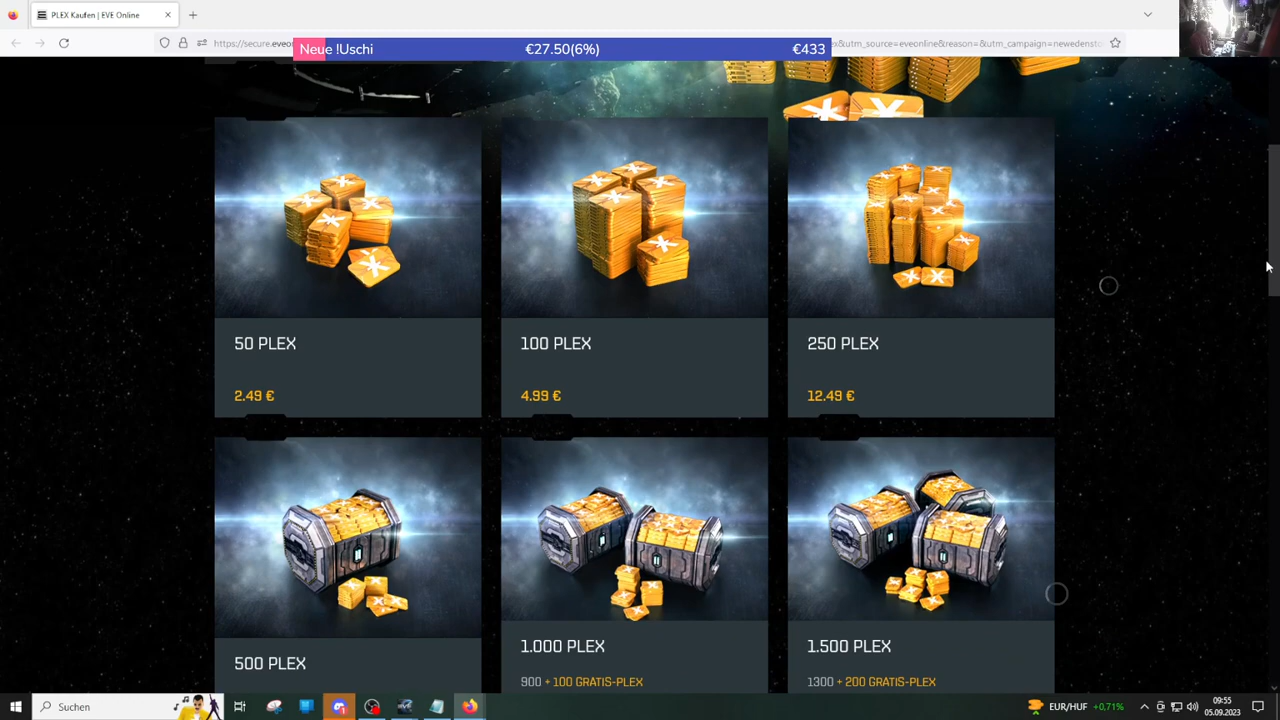 PLEX Kaufen | EVE Online
https://secure.eveon
Neue !Uschi €27.50(6%) €433
x&utm_source=eveonline&reason=&utm_campaign=newedensto
50 PLEX
2.49 €
100 PLEX
4.99 €
250 PLEX
12.49 €
500 PLEX
1.000 PLEX
900 + 100 GRATIS-PLEX
1.500 PLEX
1300 + 200 GRATIS-PLEX
Suchen
EUR/HUF +0,71%
09:55
05.09.2023